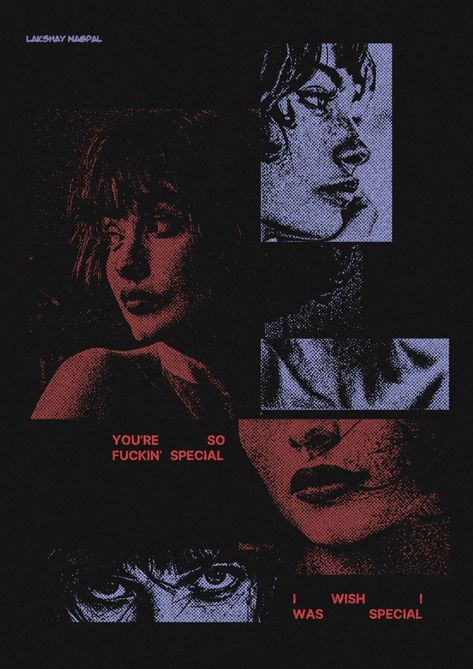 LAKSHAY NAGPAL
YOU'RE SO
FUCKIN' SPECIAL
I WISH I
WAS SPECIAL